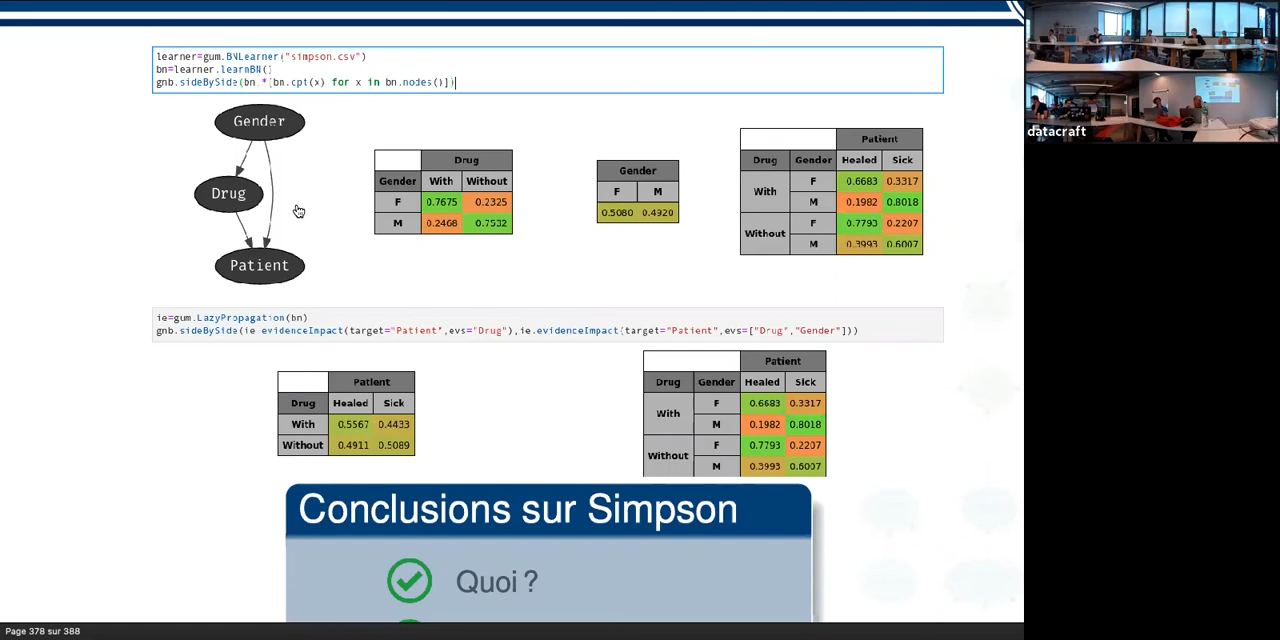 learner=gum.BNLearner("simpson.csv")
bn=learner.learnBN()
gnb.sideBySide(bn,*[bn.cpt(x) for x in bn.nodes()])
Gender
Drug
Patient
Drug
Gender With Without
F 0.7675 0.2325
M 0.2468 0.7532
Gender
F M
0.5080 0.4920
Patient
Drug Gender Healed Sick
With F 0.6683 0.3317
M 0.1982 0.8018
Without F 0.7793 0.2207
M 0.3993 0.6007
ie=gum.LazyPropagation(bn)
gnb.sideBySide(ie.evidenceImpact(target="Patient",evs="Drug"),ie.evidenceImpact(target="Patient",evs=["Drug","Gender"]))
Patient
Drug Healed Sick
With 0.5567 0.4433
Without 0.4911 0.5089
Patient
Drug Gender Healed Sick
With F 0.6683 0.3317
M 0.1982 0.8018
Without F 0.7793 0.2207
M 0.3993 0.6007
Conclusions sur Simpson
Quoi ?
Page 378 sur 388
datacraft